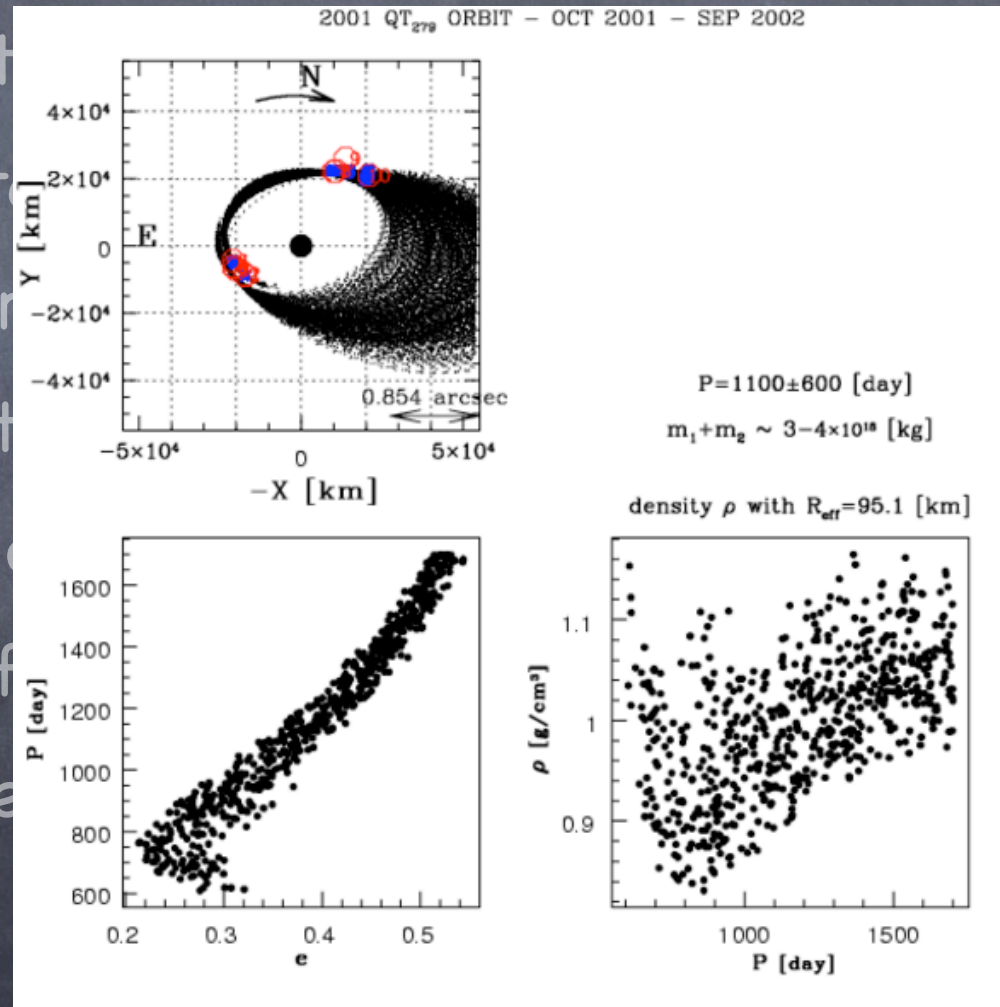 2001 QT₂₇₉ ORBIT – OCT 2001 – SEP 2002
N
4×10⁴
2×10⁴
0
−2×10⁴
−4×10⁴
Y [km]
E
0.854 arcsec
−5×10⁴
0
5×10⁴
−X [km]
P=1100±600 [day]
m₁+m₂ ~ 3−4×10¹⁸ [kg]
density ρ with R_eff=95.1 [km]
1600
1400
1200
1000
800
600
P [day]
0.2
0.3
0.4
0.5
e
1.1
1
0.9
ρ [g/cm³]
1000
1500
P [day]